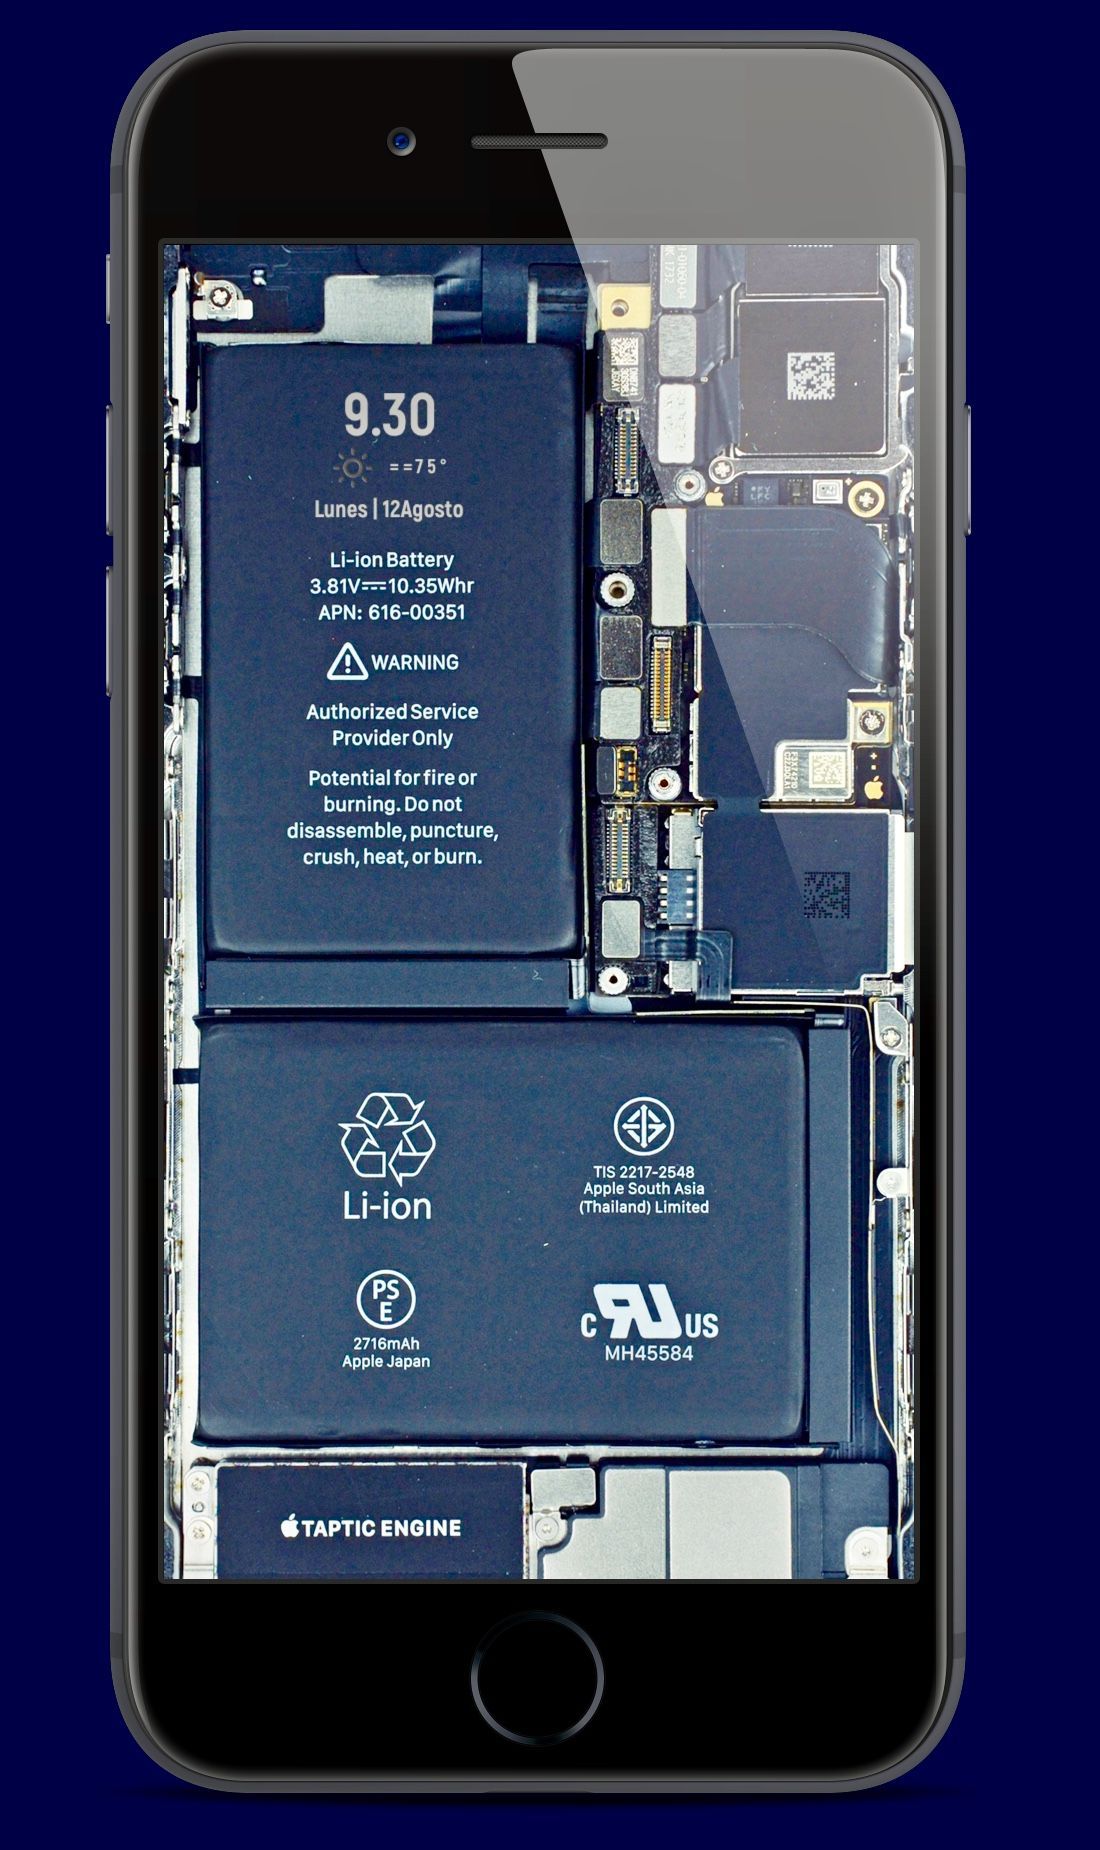 9.30
==75°
Lunes | 12Agosto
Li-ion Battery
3.81V⎓10.35Whr
APN: 616-00351
WARNING
Authorized Service
Provider Only
Potential for fire or
burning. Do not
disassemble, puncture,
crush, heat, or burn.
Li-ion
TIS 2217-2548
Apple South Asia
(Thailand) Limited
PS
E
2716mAh
Apple Japan
c RU US
MH45584
TAPTIC ENGINE